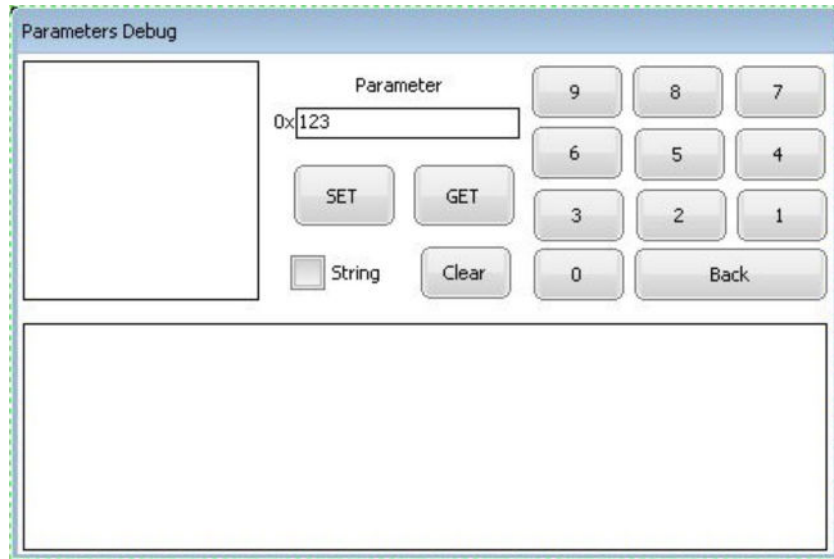 Parameters Debug
Parameter
0x123
SET
GET
String
Clear
9 8 7
6 5 4
3 2 1
0 Back